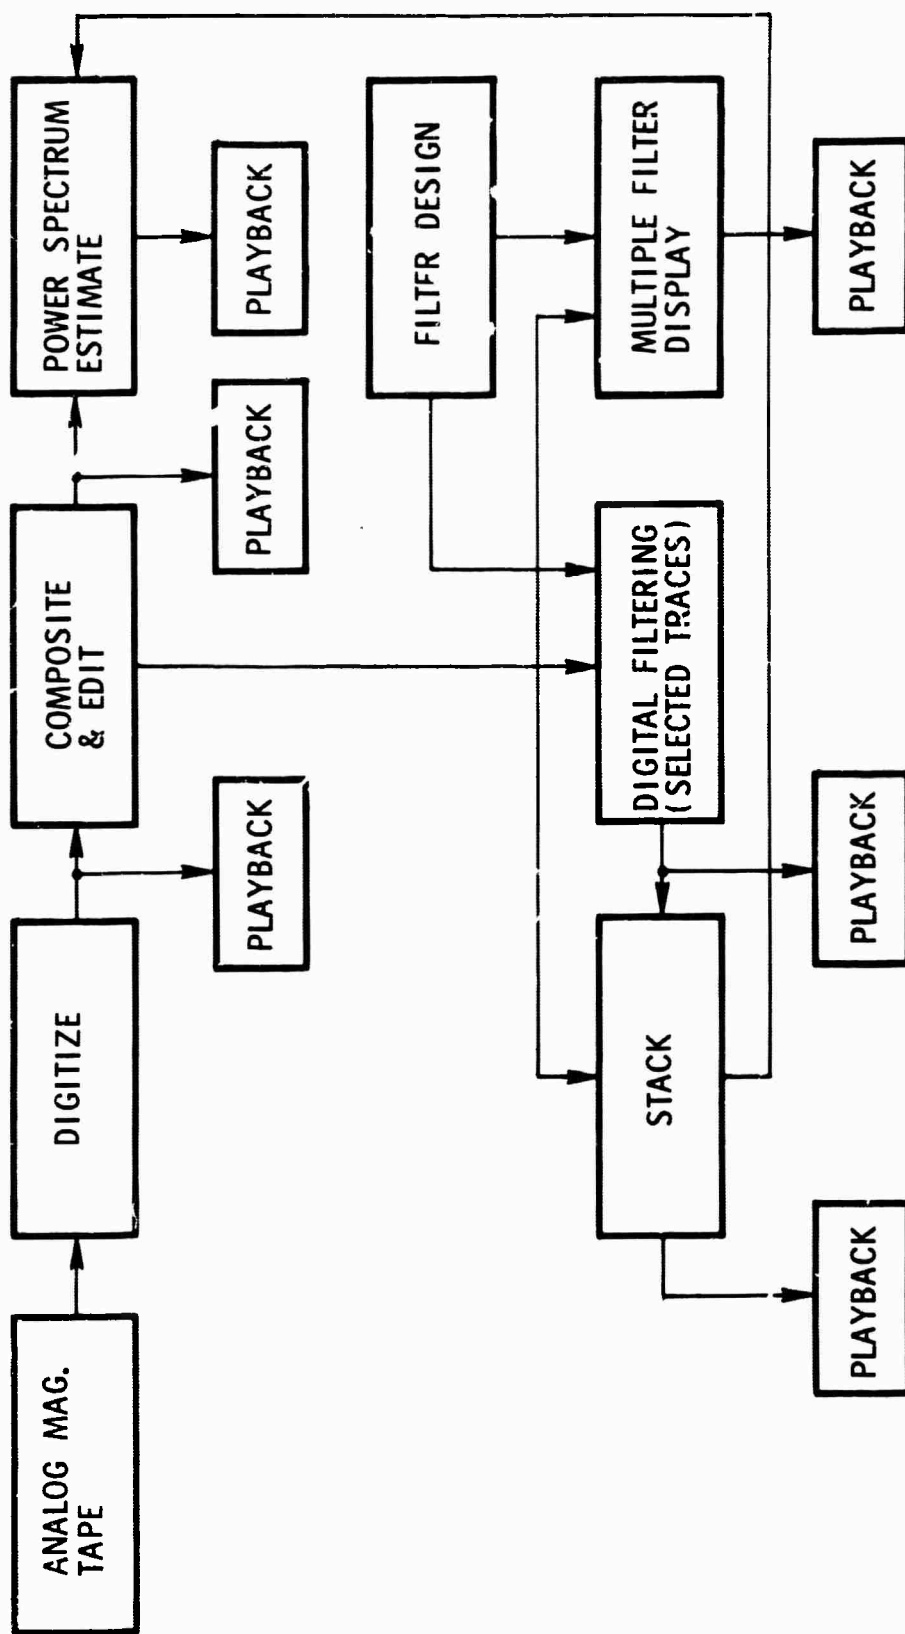 ANALOG MAG.
TAPE
DIGITIZE
COMPOSITE
& EDIT
POWER SPECTRUM
ESTIMATE
PLAYBACK
PLAYBACK
PLAYBACK
FILTER DESIGN
STACK
DIGITAL FILTERING
(SELECTED TRACES)
MULTIPLE FILTER
DISPLAY
PLAYBACK
PLAYBACK
PLAYBACK